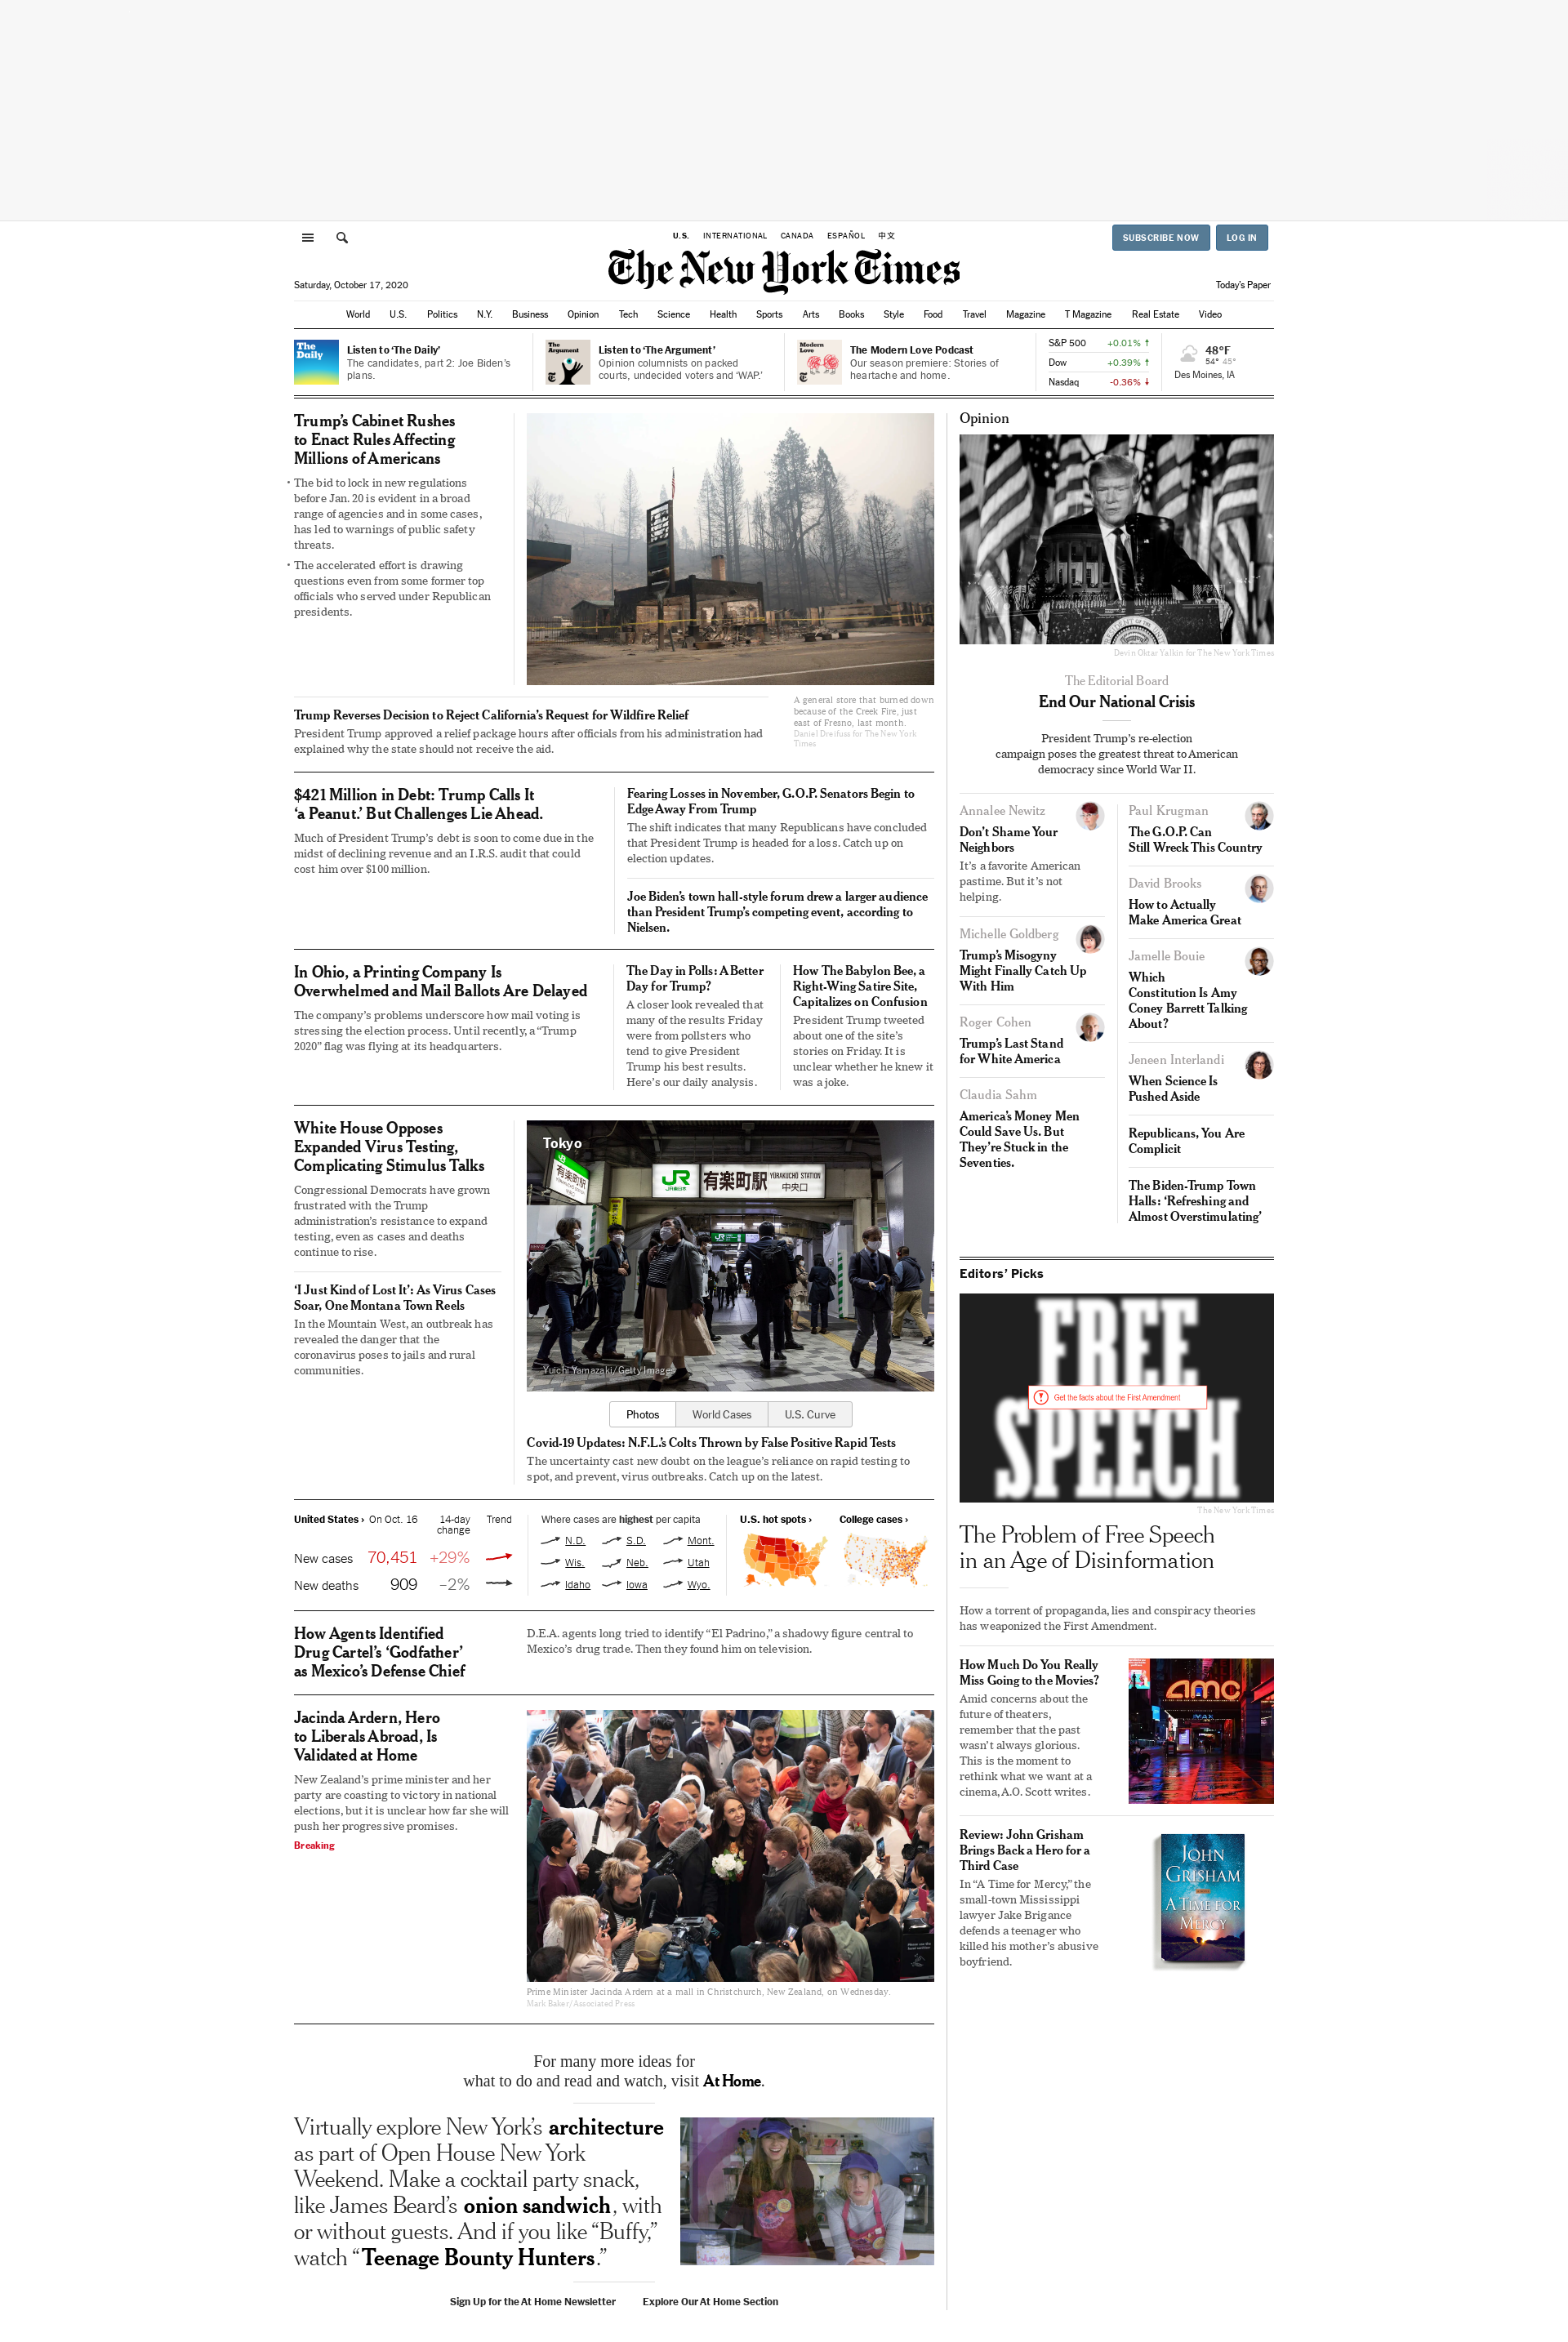 U.S. INTERNATIONAL CANADA ESPAÑOL 中文
SUBSCRIBE NOW LOG IN
The New York Times
Saturday, October 17, 2020
Today's Paper
World U.S. Politics N.Y. Business Opinion Tech Science Health Sports Arts Books Style Food Travel Magazine T Magazine Real Estate Video
The Daily
Listen to ‘The Daily’
The candidates, part 2: Joe Biden's
plans.
The Argument
Listen to ‘The Argument’
Opinion columnists on packed
courts, undecided voters and ‘WAP.’
Modern Love
The Modern Love Podcast
Our season premiere: Stories of
heartache and home.
S&P 500 +0.01% ↑
Dow +0.39% ↑
Nasdaq -0.36% ↓
48°F
54° 45°
Des Moines, IA
Trump's Cabinet Rushes
to Enact Rules Affecting
Millions of Americans
• The bid to lock in new regulations
before Jan. 20 is evident in a broad
range of agencies and in some cases,
has led to warnings of public safety
threats.
• The accelerated effort is drawing
questions even from some former top
officials who served under Republican
presidents.
A general store that burned down
because of the Creek Fire, just
east of Fresno, last month.
Daniel Dreifuss for The New York
Times
Trump Reverses Decision to Reject California's Request for Wildfire Relief
President Trump approved a relief package hours after officials from his administration had
explained why the state should not receive the aid.
$421 Million in Debt: Trump Calls It
‘a Peanut.’ But Challenges Lie Ahead.
Much of President Trump's debt is soon to come due in the
midst of declining revenue and an I.R.S. audit that could
cost him over $100 million.
Fearing Losses in November, G.O.P. Senators Begin to
Edge Away From Trump
The shift indicates that many Republicans have concluded
that President Trump is headed for a loss. Catch up on
election updates.
Joe Biden's town hall-style forum drew a larger audience
than President Trump's competing event, according to
Nielsen.
In Ohio, a Printing Company Is
Overwhelmed and Mail Ballots Are Delayed
The company's problems underscore how mail voting is
stressing the election process. Until recently, a “Trump
2020” flag was flying at its headquarters.
The Day in Polls: A Better
Day for Trump?
A closer look revealed that
many of the results Friday
were from pollsters who
tend to give President
Trump his best results.
Here's our daily analysis.
How The Babylon Bee, a
Right-Wing Satire Site,
Capitalizes on Confusion
President Trump tweeted
about one of the site's
stories on Friday. It is
unclear whether he knew it
was a joke.
White House Opposes
Expanded Virus Testing,
Complicating Stimulus Talks
Congressional Democrats have grown
frustrated with the Trump
administration's resistance to expand
testing, even as cases and deaths
continue to rise.
‘I Just Kind of Lost It’: As Virus Cases
Soar, One Montana Town Reels
In the Mountain West, an outbreak has
revealed the danger that the
coronavirus poses to jails and rural
communities.
Tokyo
有楽町駅
JR 有楽町駅 YURAKUCHO STATION
中央口
Yuichi Yamazaki/Getty Images
Photos World Cases U.S. Curve
Covid-19 Updates: N.F.L.'s Colts Thrown by False Positive Rapid Tests
The uncertainty cast new doubt on the league's reliance on rapid testing to
spot, and prevent, virus outbreaks. Catch up on the latest.
United States › On Oct. 16 14-day Trend
change
New cases 70,451 +29%
New deaths 909 –2%
Where cases are highest per capita
N.D. S.D. Mont.
Wis. Neb. Utah
Idaho Iowa Wyo.
U.S. hot spots › College cases ›
How Agents Identified
Drug Cartel's ‘Godfather’
as Mexico's Defense Chief
D.E.A. agents long tried to identify “El Padrino,” a shadowy figure central to
Mexico's drug trade. Then they found him on television.
Jacinda Ardern, Hero
to Liberals Abroad, Is
Validated at Home
New Zealand's prime minister and her
party are coasting to victory in national
elections, but it is unclear how far she will
push her progressive promises.
Breaking
Prime Minister Jacinda Ardern at a mall in Christchurch, New Zealand, on Wednesday.
Mark Baker/Associated Press
For many more ideas for
what to do and read and watch, visit At Home.
Virtually explore New York's architecture
as part of Open House New York
Weekend. Make a cocktail party snack,
like James Beard's onion sandwich, with
or without guests. And if you like “Buffy,”
watch “Teenage Bounty Hunters.”
Sign Up for the At Home Newsletter Explore Our At Home Section
Opinion
Devin Oktar Yalkin for The New York Times
The Editorial Board
End Our National Crisis
President Trump's re-election
campaign poses the greatest threat to American
democracy since World War II.
Annalee Newitz
Don't Shame Your
Neighbors
It's a favorite American
pastime. But it's not
helping.
Michelle Goldberg
Trump's Misogyny
Might Finally Catch Up
With Him
Roger Cohen
Trump's Last Stand
for White America
Claudia Sahm
America's Money Men
Could Save Us. But
They're Stuck in the
Seventies.
Paul Krugman
The G.O.P. Can
Still Wreck This Country
David Brooks
How to Actually
Make America Great
Jamelle Bouie
Which
Constitution Is Amy
Coney Barrett Talking
About?
Jeneen Interlandi
When Science Is
Pushed Aside
Republicans, You Are
Complicit
The Biden-Trump Town
Halls: ‘Refreshing and
Almost Overstimulating’
Editors' Picks
FREE
Get the facts about the First Amendment
SPEECH
The New York Times
The Problem of Free Speech
in an Age of Disinformation
How a torrent of propaganda, lies and conspiracy theories
has weaponized the First Amendment.
How Much Do You Really
Miss Going to the Movies?
Amid concerns about the
future of theaters,
remember that the past
wasn't always glorious.
This is the moment to
rethink what we want at a
cinema, A.O. Scott writes.
amc
IMAX
Review: John Grisham
Brings Back a Hero for a
Third Case
In “A Time for Mercy,” the
small-town Mississippi
lawyer Jake Brigance
defends a teenager who
killed his mother's abusive
boyfriend.
JOHN
GRISHAM
A TIME FOR
MERCY